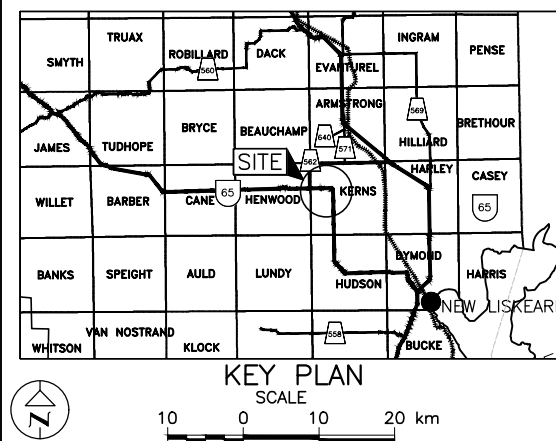 TRUAX
INGRAM
SMYTH
ROBILLARD
DACK
PENSE
560
EVANTUREL
ARMSTRONG
569
BRYCE
BEAUCHAMP
BRETHOUR
JAMES
TUDHOPE
640
571
HILLIARD
SITE
562
HARLEY
CASEY
WILLET
BARBER
CANE
65
HENWOOD
KERNS
65
DYMOND
BANKS
SPEIGHT
AULD
LUNDY
HUDSON
HARRIS
NEW LISKEARD
VAN NOSTRAND
558
WHITSON
KLOCK
BUCKE
KEY PLAN
SCALE
N
10 0 10 20 km